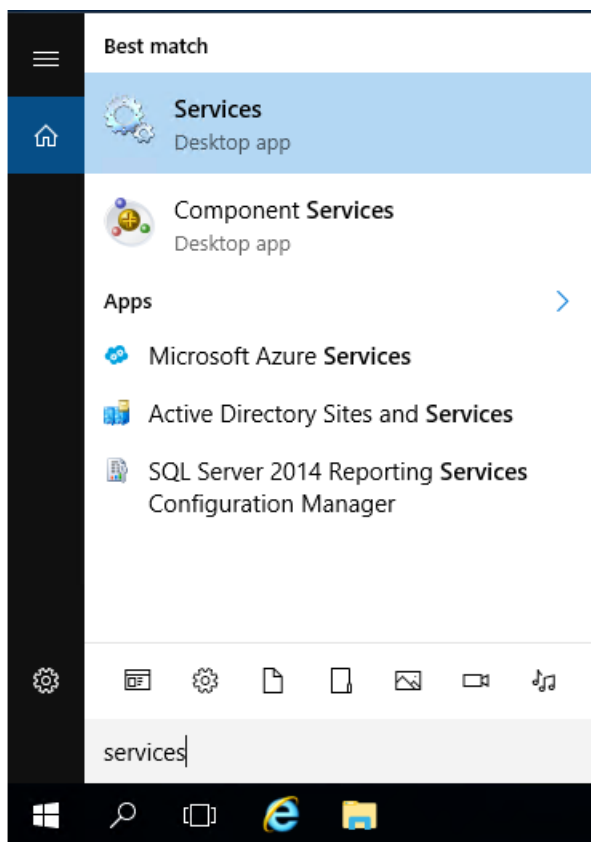 Best match
Services
Desktop app
Component Services
Desktop app
Apps
Microsoft Azure Services
Active Directory Sites and Services
SQL Server 2014 Reporting Services
Configuration Manager
services